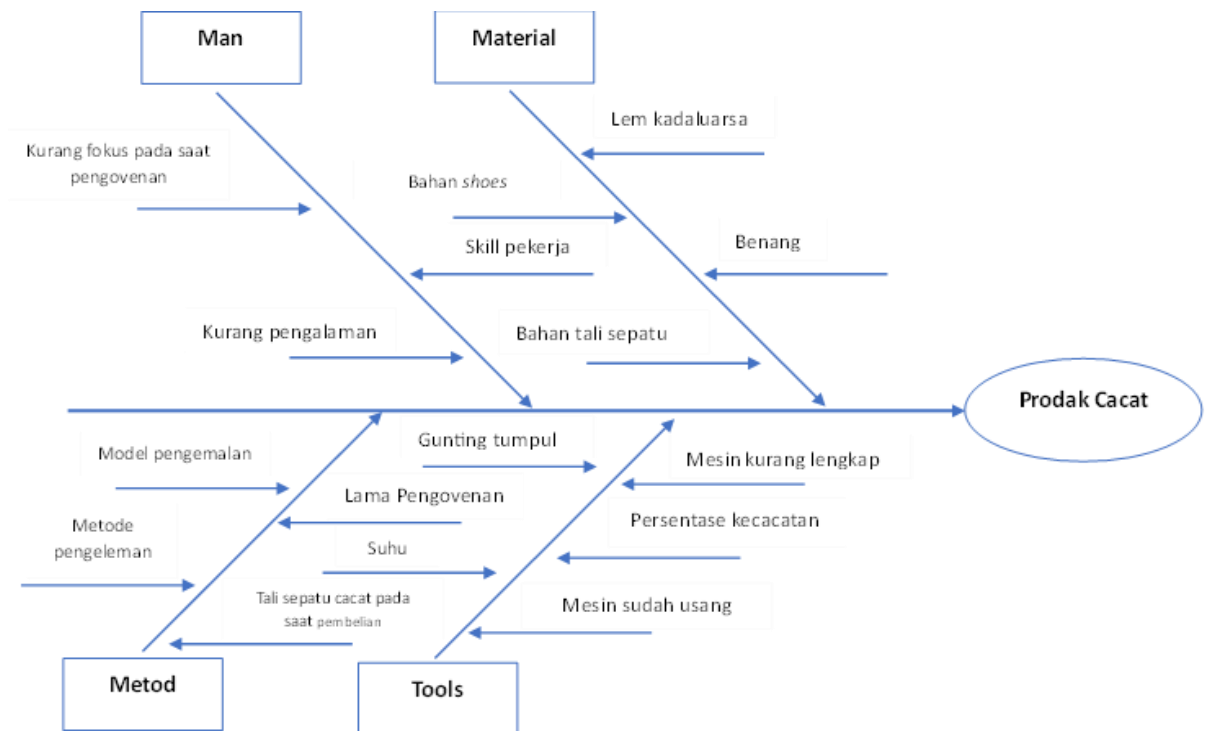 Man
Material
Lem kadaluarsa
Kurang fokus pada saat
pengovenan
Bahan shoes
Skill pekerja
Benang
Kurang pengalaman
Bahan tali sepatu
Prodak Cacat
Model pengemalan
Gunting tumpul
Mesin kurang lengkap
Lama Pengovenan
Metode
pengeleman
Suhu
Persentase kecacatan
Tali sepatu cacat pada
saat pembelian
Mesin sudah usang
Metod
Tools